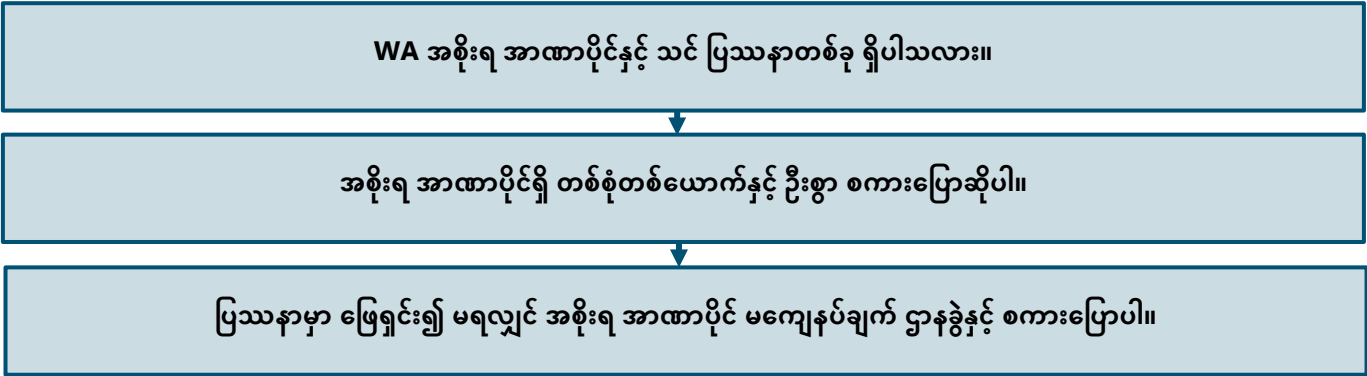 WA အစိုးရ အာဏာပိုင်နှင့် သင် ပြဿနာတစ်ခု ရှိပါသလား။
အစိုးရ အာဏာပိုင်ရှိ တစ်စုံတစ်ယောက်နှင့် ဦးစွာ စကားပြောဆိုပါ။
ပြဿနာမှာ ဖြေရှင်း၍ မရလျှင် အစိုးရ အာဏာပိုင် မကျေနပ်ချက် ဌာနခွဲနှင့် စကားပြောပါ။